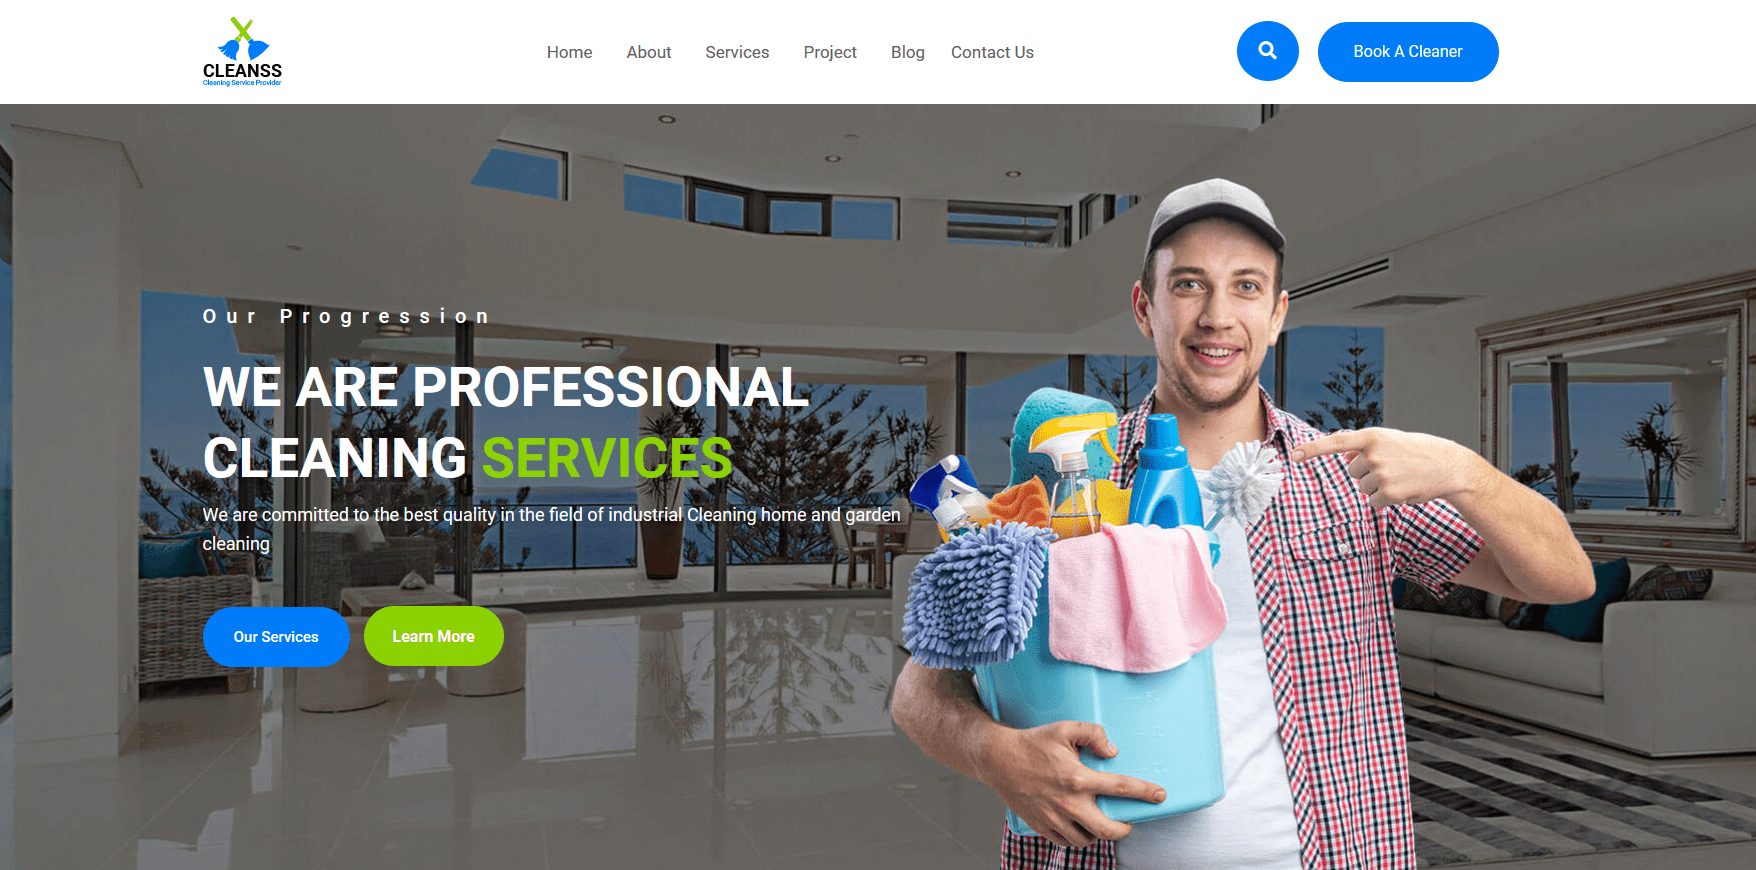 CLEANSS
Cleaning Service Provider
Home About Services Project Blog Contact Us
Book A Cleaner
Our Progression
WE ARE PROFESSIONAL
CLEANING SERVICES
We are committed to the best quality in the field of industrial Cleaning home and garden
cleaning
Our Services Learn More